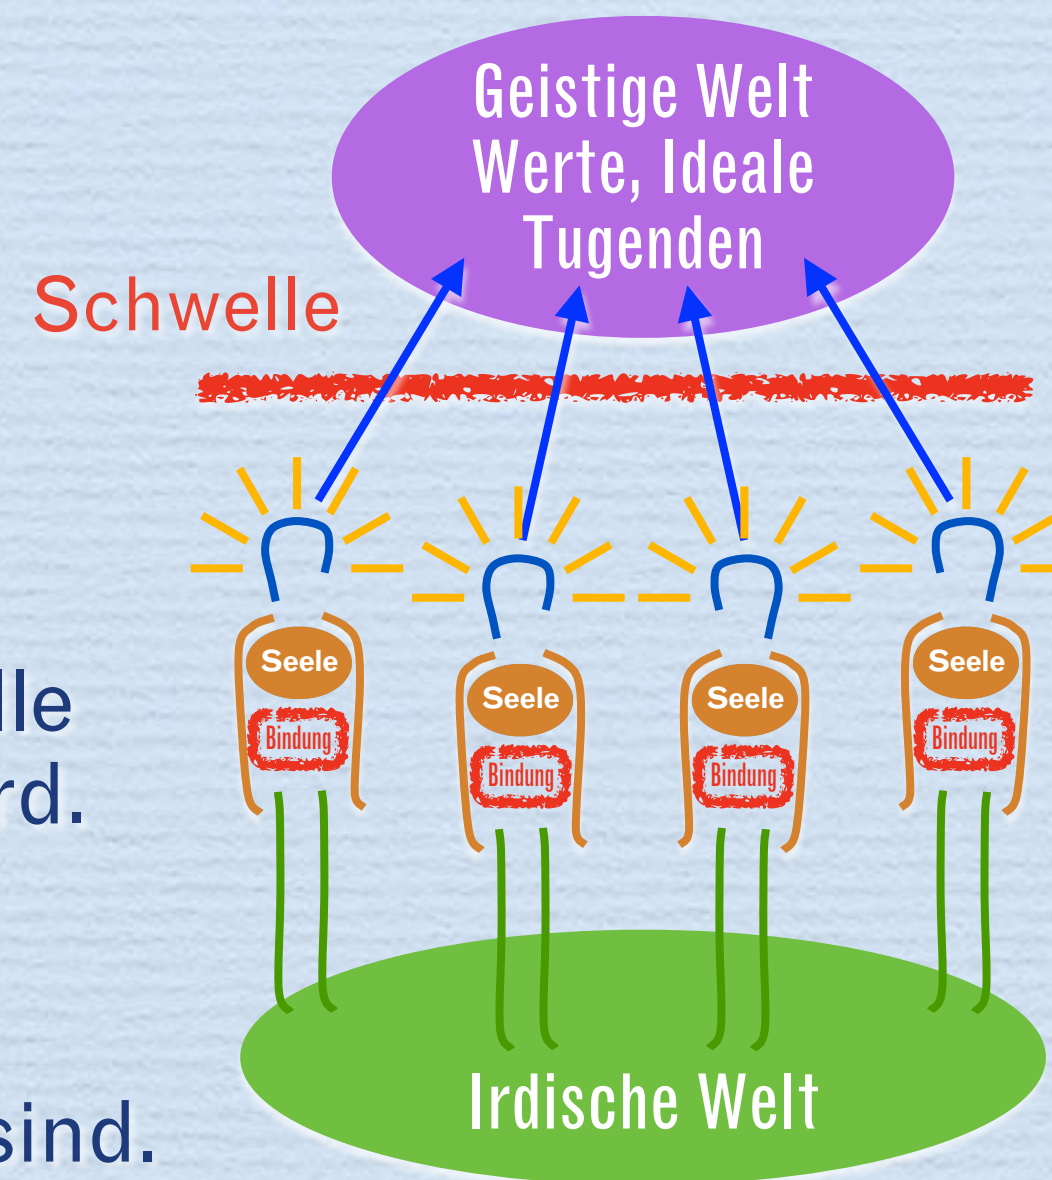 Geistige Welt
Werte, Ideale
Tugenden
Schwelle
Seele
Seele
Seele
Seele
Bindung
Bindung
Bindung
Bindung
lle
rd.
sind.
Irdische Welt